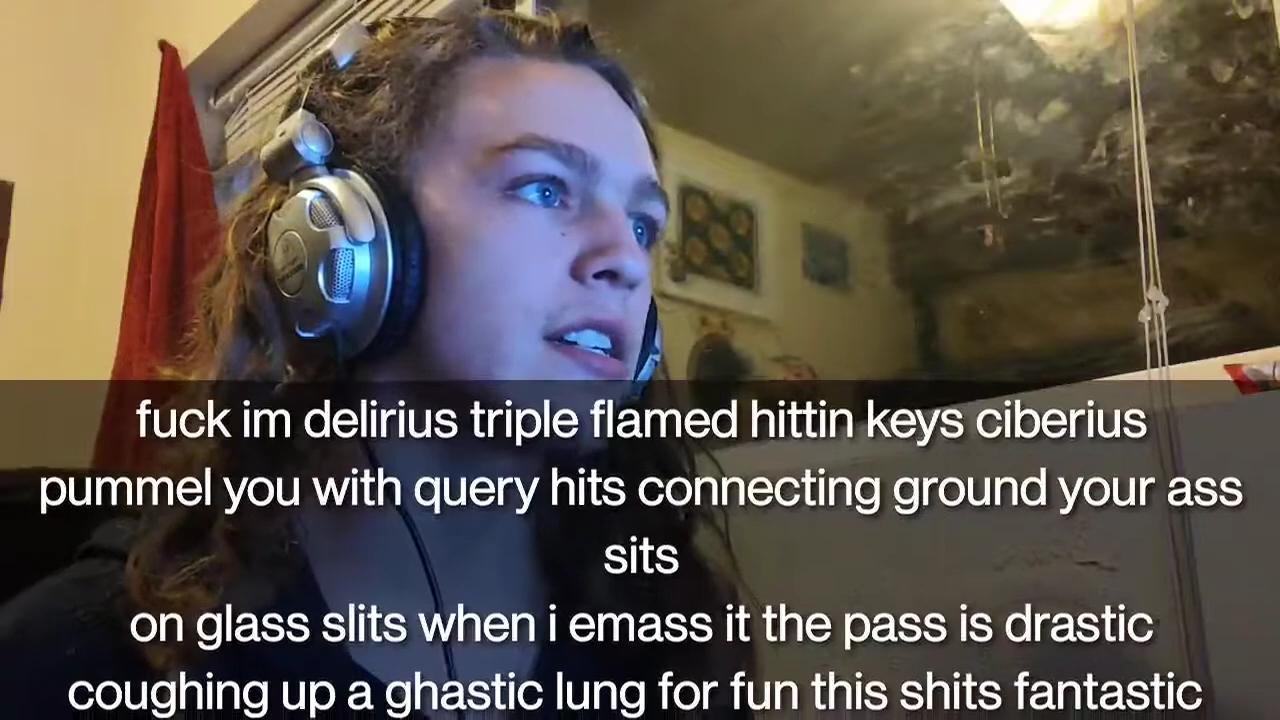 fuck im delirius triple flamed hittin keys ciberius
pummel you with query hits connecting ground your ass
sits
on glass slits when i emass it the pass is drastic
coughing up a ghastic lung for fun this shits fantastic